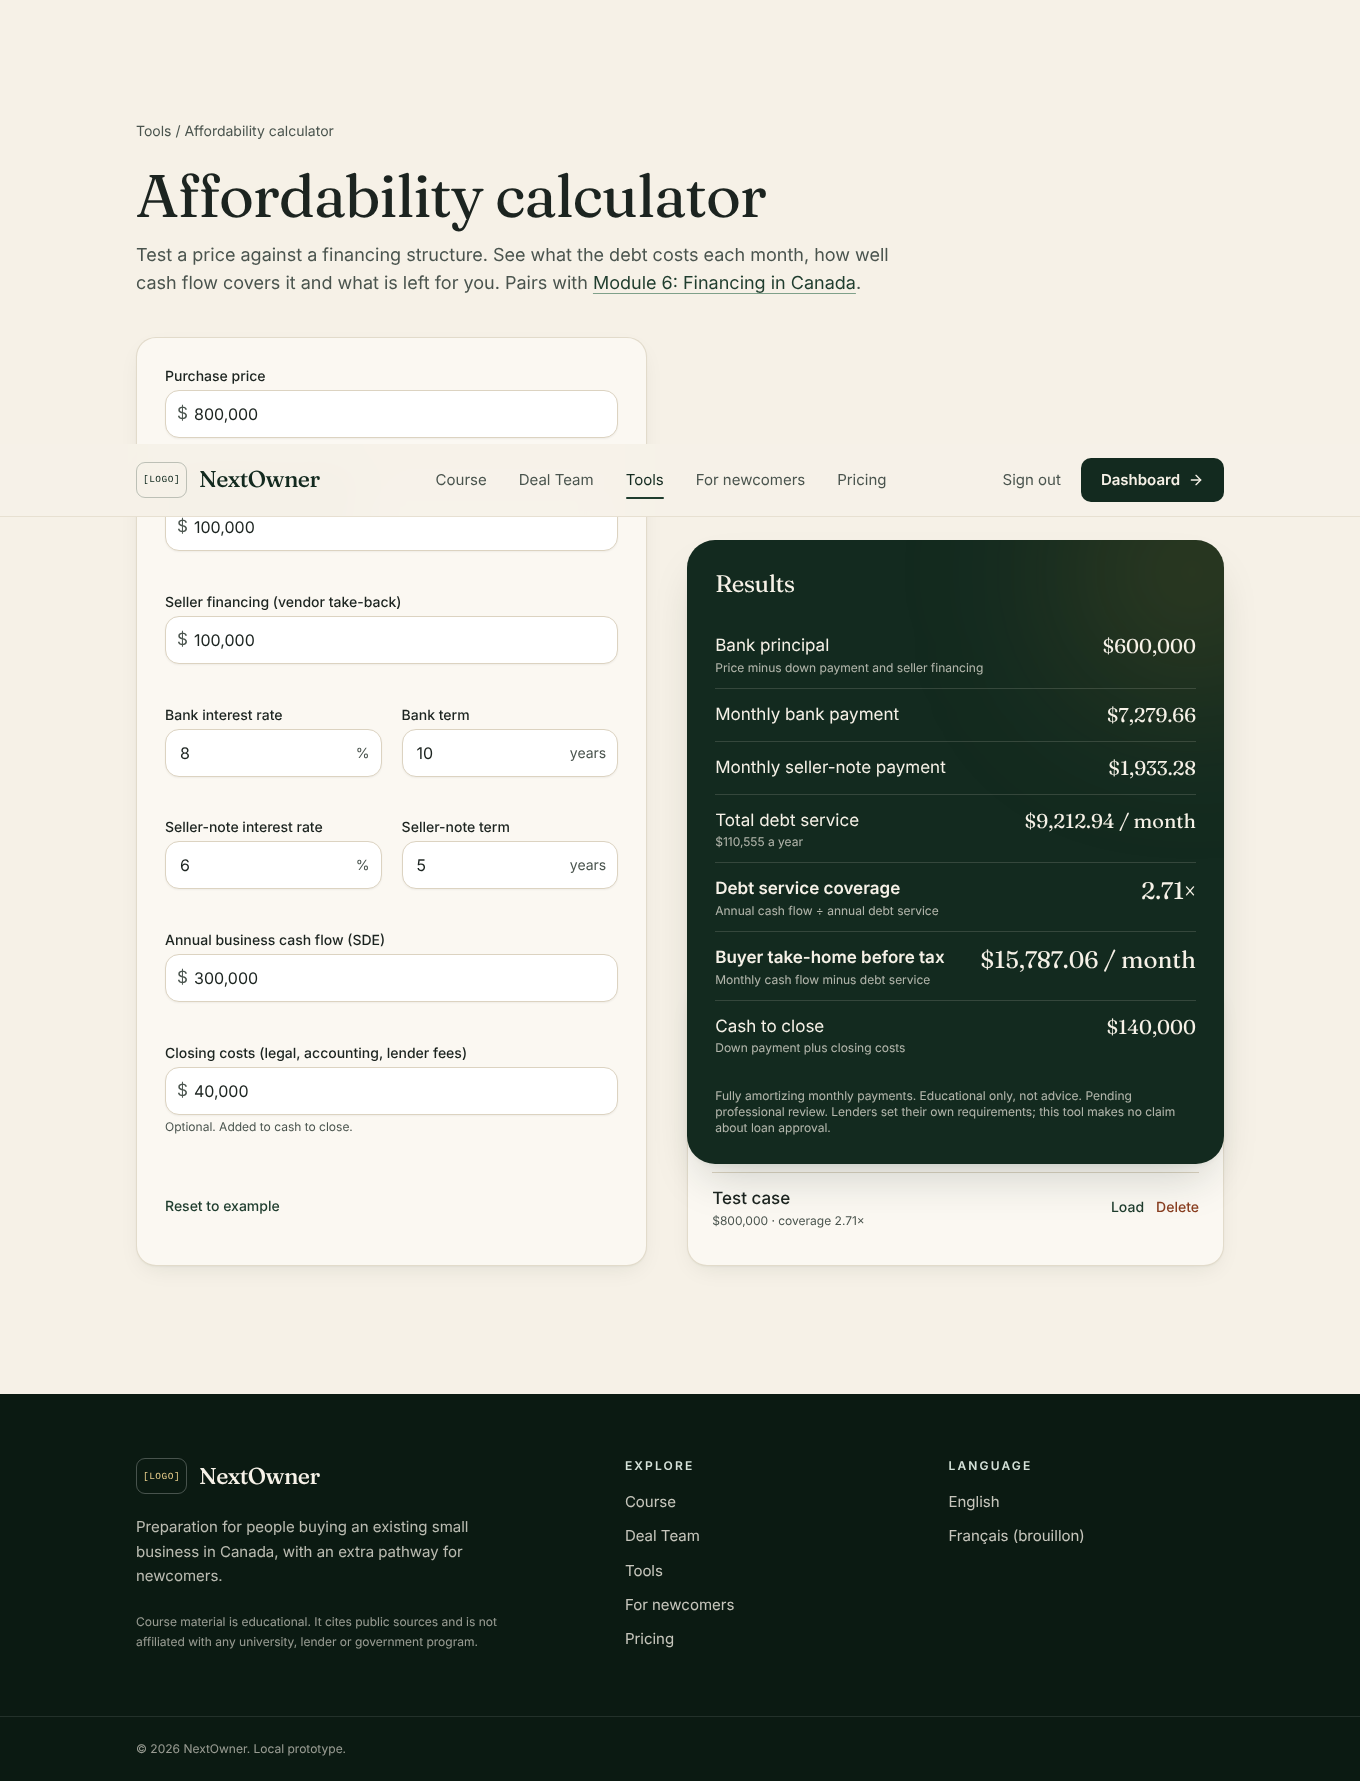 Tools / Affordability calculator
Affordability calculator
Test a price against a financing structure. See what the debt costs each month, how well
cash flow covers it and what is left for you. Pairs with Module 6: Financing in Canada.
Purchase price
$ 800,000
[LOGO] NextOwner Course Deal Team Tools For newcomers Pricing Sign out Dashboard →
$ 100,000
Seller financing (vendor take-back)
$ 100,000
Bank interest rate Bank term
8 % 10 years
Seller-note interest rate Seller-note term
6 % 5 years
Annual business cash flow (SDE)
$ 300,000
Closing costs (legal, accounting, lender fees)
$ 40,000
Optional. Added to cash to close.
Reset to example
Results
Bank principal $600,000
Price minus down payment and seller financing
Monthly bank payment $7,279.66
Monthly seller-note payment $1,933.28
Total debt service $9,212.94 / month
$110,555 a year
Debt service coverage 2.71×
Annual cash flow ÷ annual debt service
Buyer take-home before tax $15,787.06 / month
Monthly cash flow minus debt service
Cash to close $140,000
Down payment plus closing costs
Fully amortizing monthly payments. Educational only, not advice. Pending
professional review. Lenders set their own requirements; this tool makes no claim
about loan approval.
Test case Load Delete
$800,000 · coverage 2.71×
[LOGO] NextOwner
Preparation for people buying an existing small
business in Canada, with an extra pathway for
newcomers.
Course material is educational. It cites public sources and is not
affiliated with any university, lender or government program.
EXPLORE
Course
Deal Team
Tools
For newcomers
Pricing
LANGUAGE
English
Français (brouillon)
© 2026 NextOwner. Local prototype.